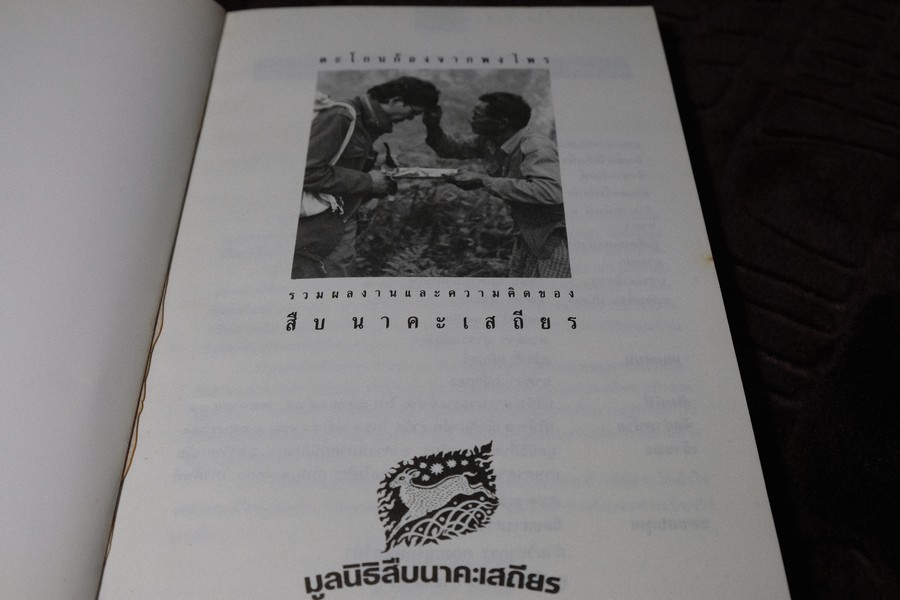 ตะโกนก้องจากพงไพร
รวมผลงานและความคิดของ
สืบ นาคะเสถียร
มูลนิธิสืบนาคะเสถียร